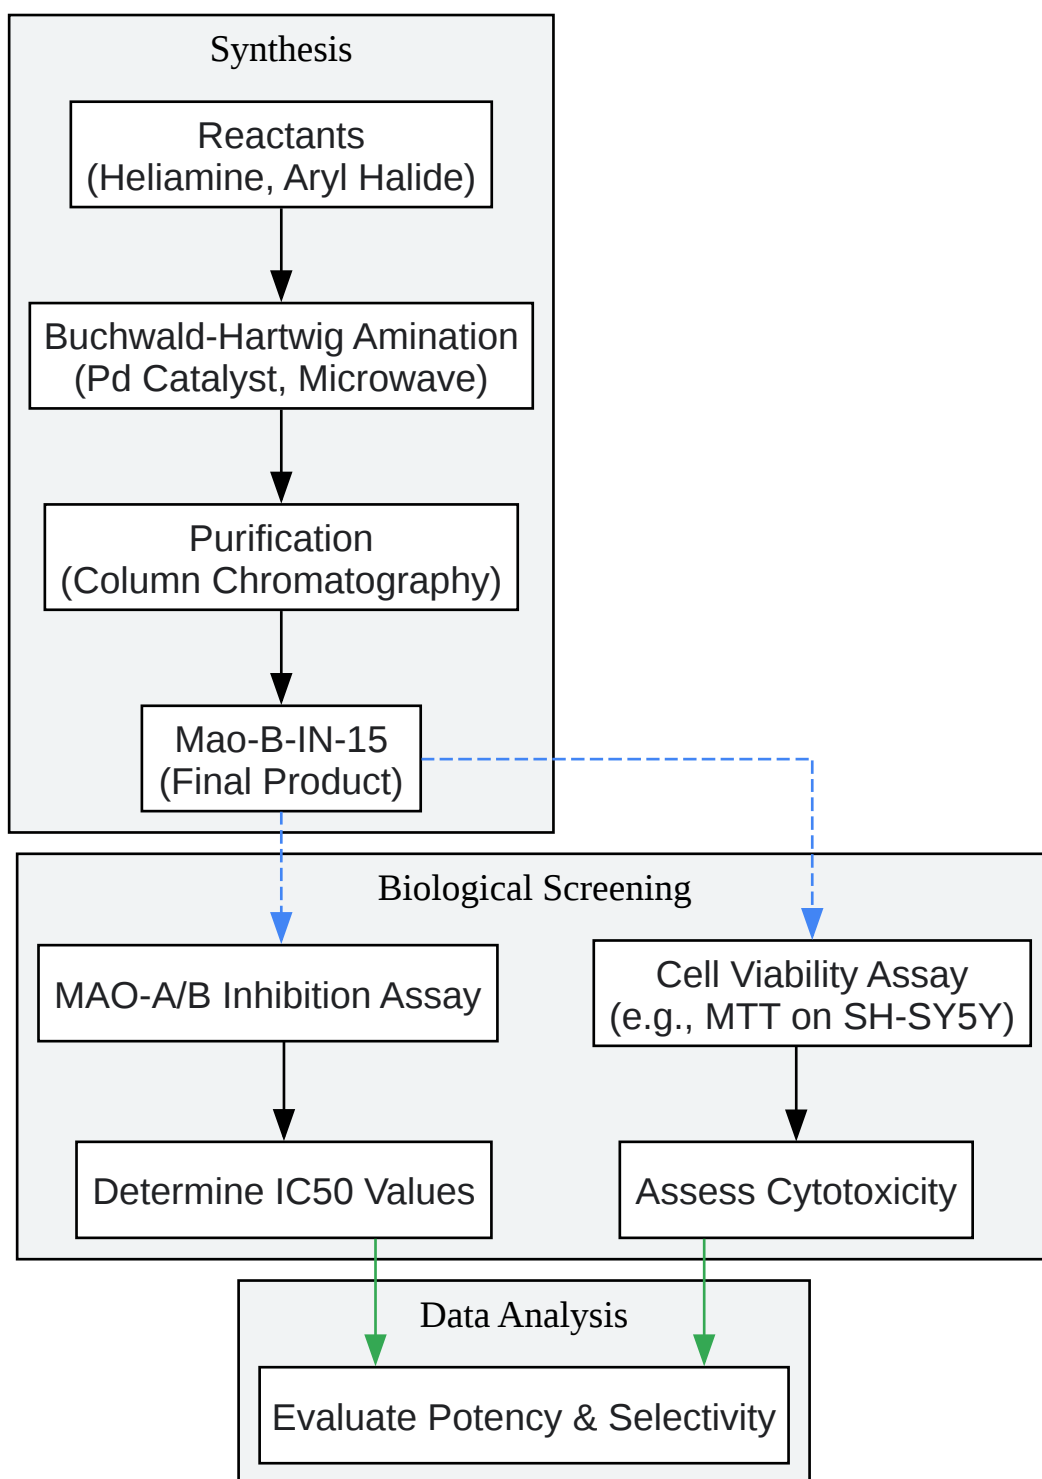 Synthesis
Reactants
(Heliamine, Aryl Halide)
Buchwald-Hartwig Amination
(Pd Catalyst, Microwave)
Purification
(Column Chromatography)
Mao-B-IN-15
(Final Product)
Biological Screening
MAO-A/B Inhibition Assay
Cell Viability Assay
(e.g., MTT on SH-SY5Y)
Determine IC50 Values
Assess Cytotoxicity
Data Analysis
Evaluate Potency & Selectivity